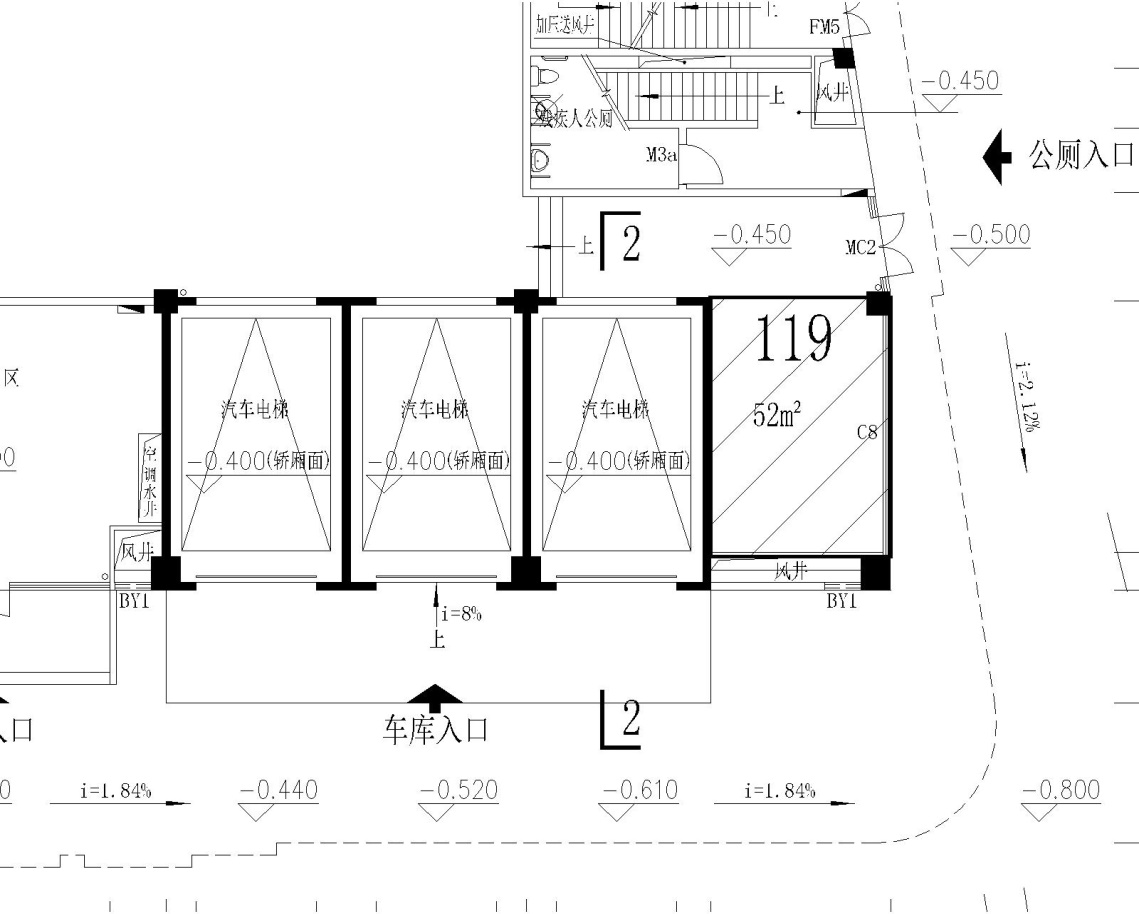 上
加压送风井
FM5
-0.450
风井
上
残疾人公厕
M3a
公厕入口
2
上
-0.450
MC2
-0.500
119
区
i=2.12%
汽车电梯
汽车电梯
汽车电梯
52m²
C8
-0.400(轿厢面)
-0.400(轿厢面)
-0.400(轿厢面)
空调水井
风井
风井
BY1
BY1
i=8%
上
入口
车库入口
2
i=1.84%
-0.440
-0.520
-0.610
i=1.84%
-0.800